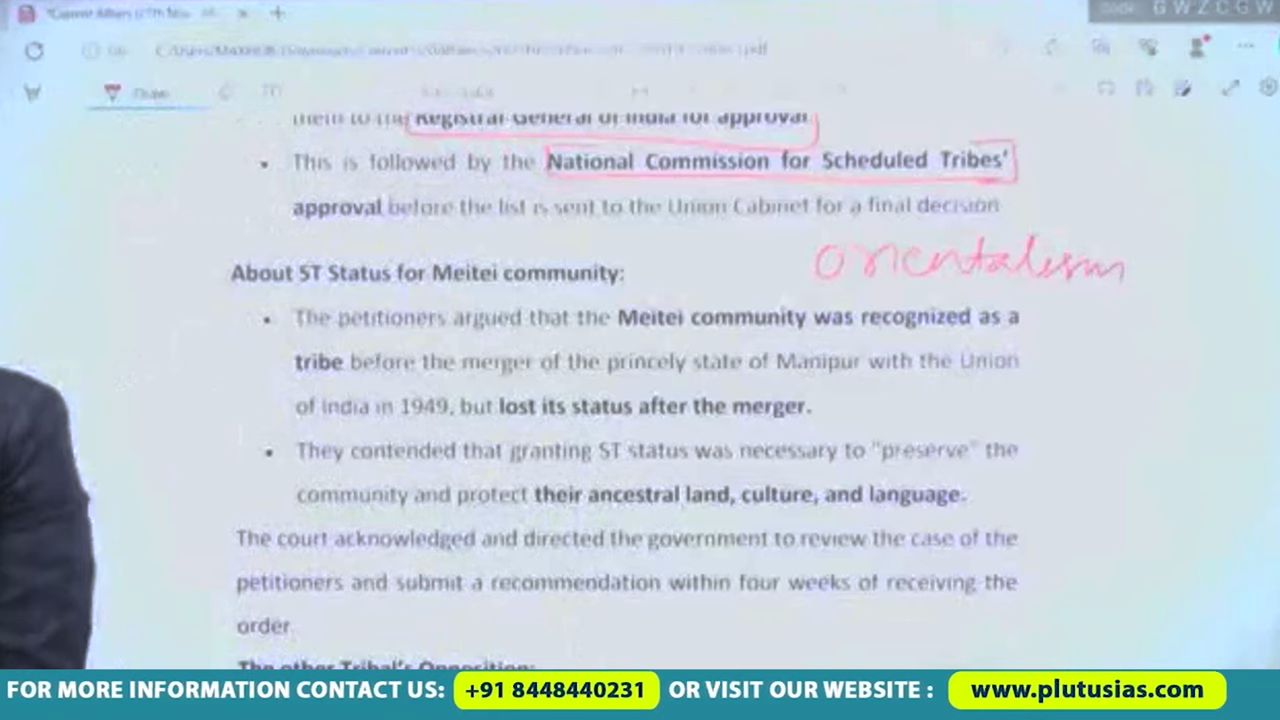 G W Z C G W
them to the Registrar General of India for approval.
• This is followed by the National Commission for Scheduled Tribes'
approval before the list is sent to the Union Cabinet for a final decision
orientalism
About ST Status for Meitei community:
• The petitioners argued that the Meitei community was recognized as a
tribe before the merger of the princely state of Manipur with the Union
of India in 1949, but lost its status after the merger.
• They contended that granting ST status was necessary to "preserve" the
community and protect their ancestral land, culture, and language.
The court acknowledged and directed the government to review the case of the
petitioners and submit a recommendation within four weeks of receiving the
order
The other Tribal's Opposition:
FOR MORE INFORMATION CONTACT US: +91 8448440231 OR VISIT OUR WEBSITE : www.plutusias.com